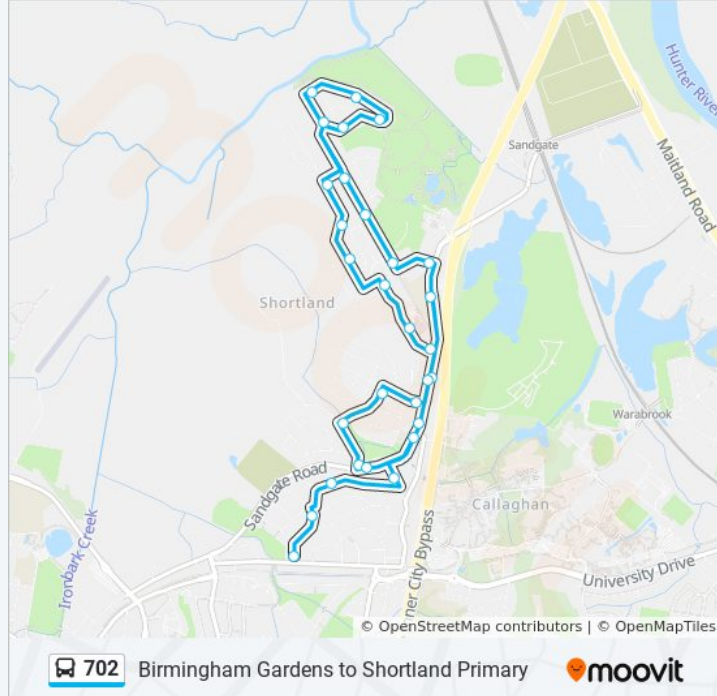 Hunter River
Sandgate
Maitland Road
Shortland
Warabrook
Sandgate Road
Callaghan
Ironbark Creek
ner City Bypass
University Drive
© OpenStreetMap contributors | © OpenMapTiles
702 Birmingham Gardens to Shortland Primary
moovit